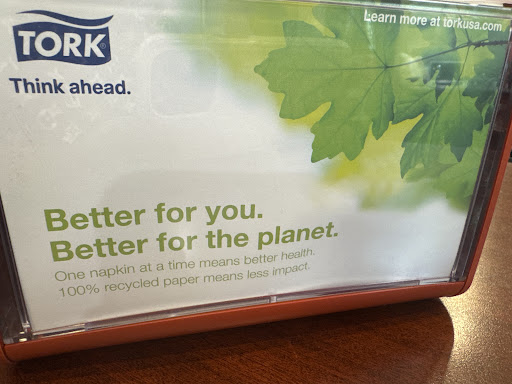 Learn more at torkusa.com
TORK
Think ahead.
Better for you.
Better for the planet.
One napkin at a time means better health.
100% recycled paper means less impact.